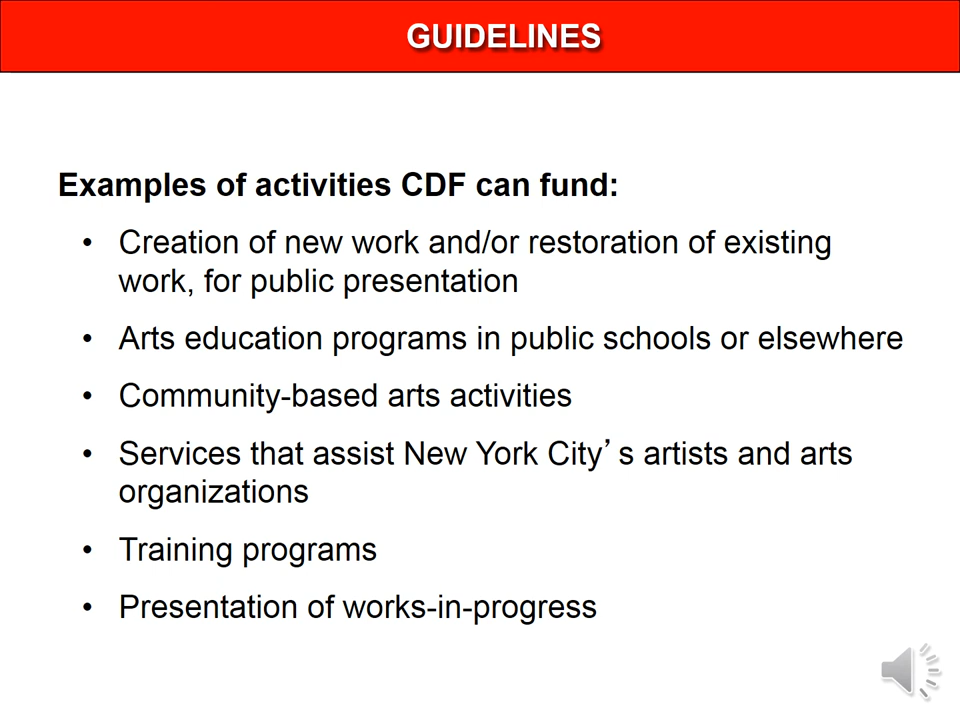 GUIDELINES
Examples of activities CDF can fund:
• Creation of new work and/or restoration of existing
work, for public presentation
• Arts education programs in public schools or elsewhere
• Community-based arts activities
• Services that assist New York City’ s artists and arts
organizations
• Training programs
• Presentation of works-in-progress